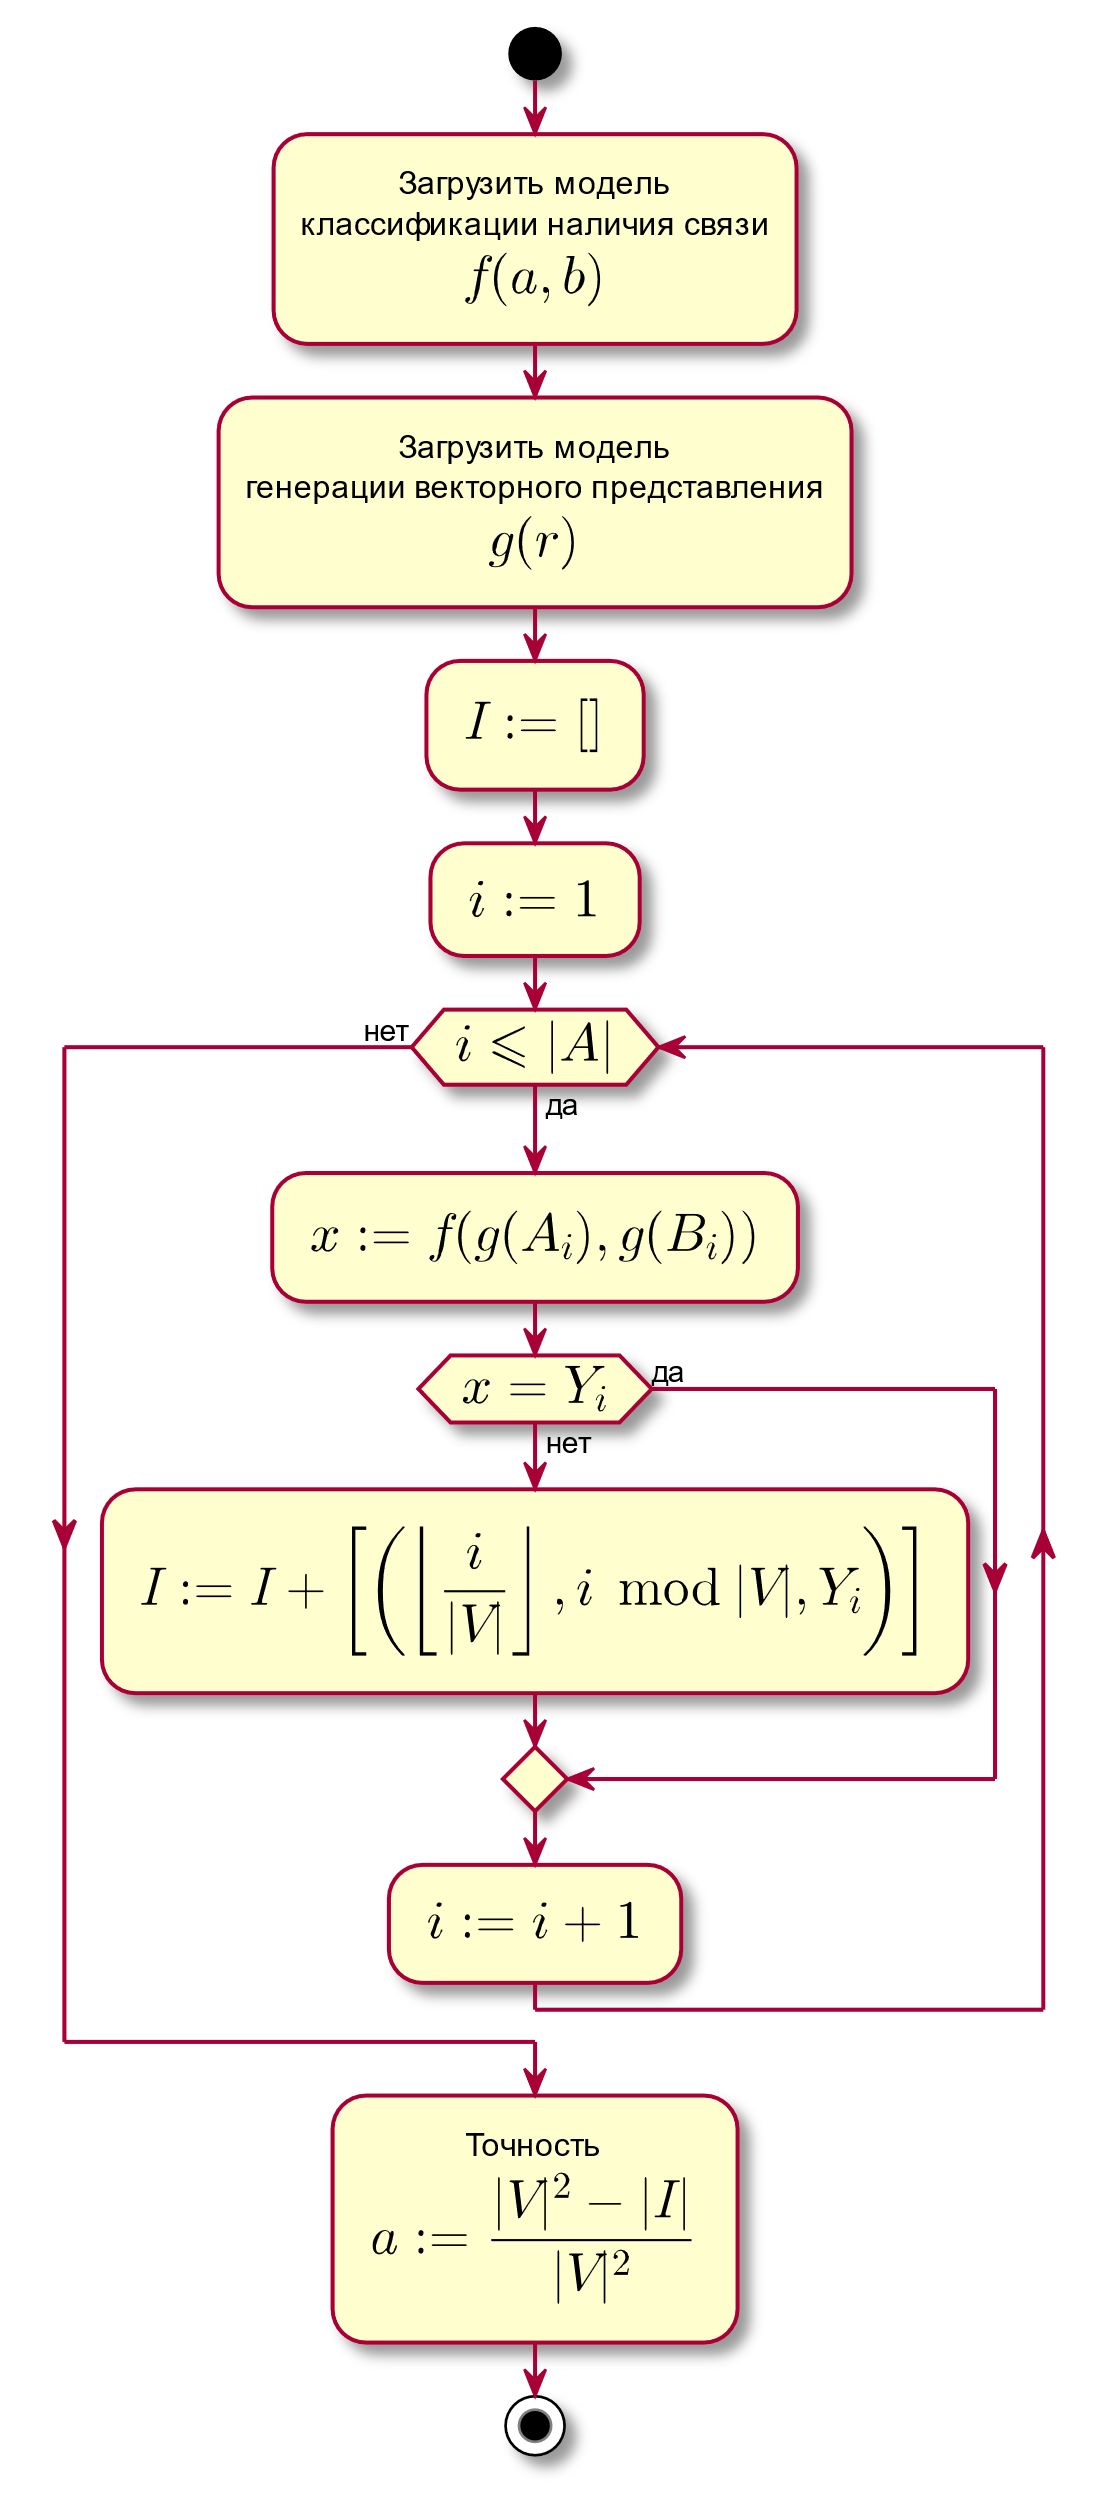 Загрузить модель
классификации наличия связи
f(a, b)
Загрузить модель
генерации векторного представления
g(r)
I := []
i := 1
нет
i ⩽ |A|
да
x := f(g(A_i), g(B_i))
x = Y_i
да
нет
I := I + [(⌊i/|V|⌋, i mod |V|, Y_i)]
i := i + 1
Точность
a := (|V|² − |I|)/|V|²